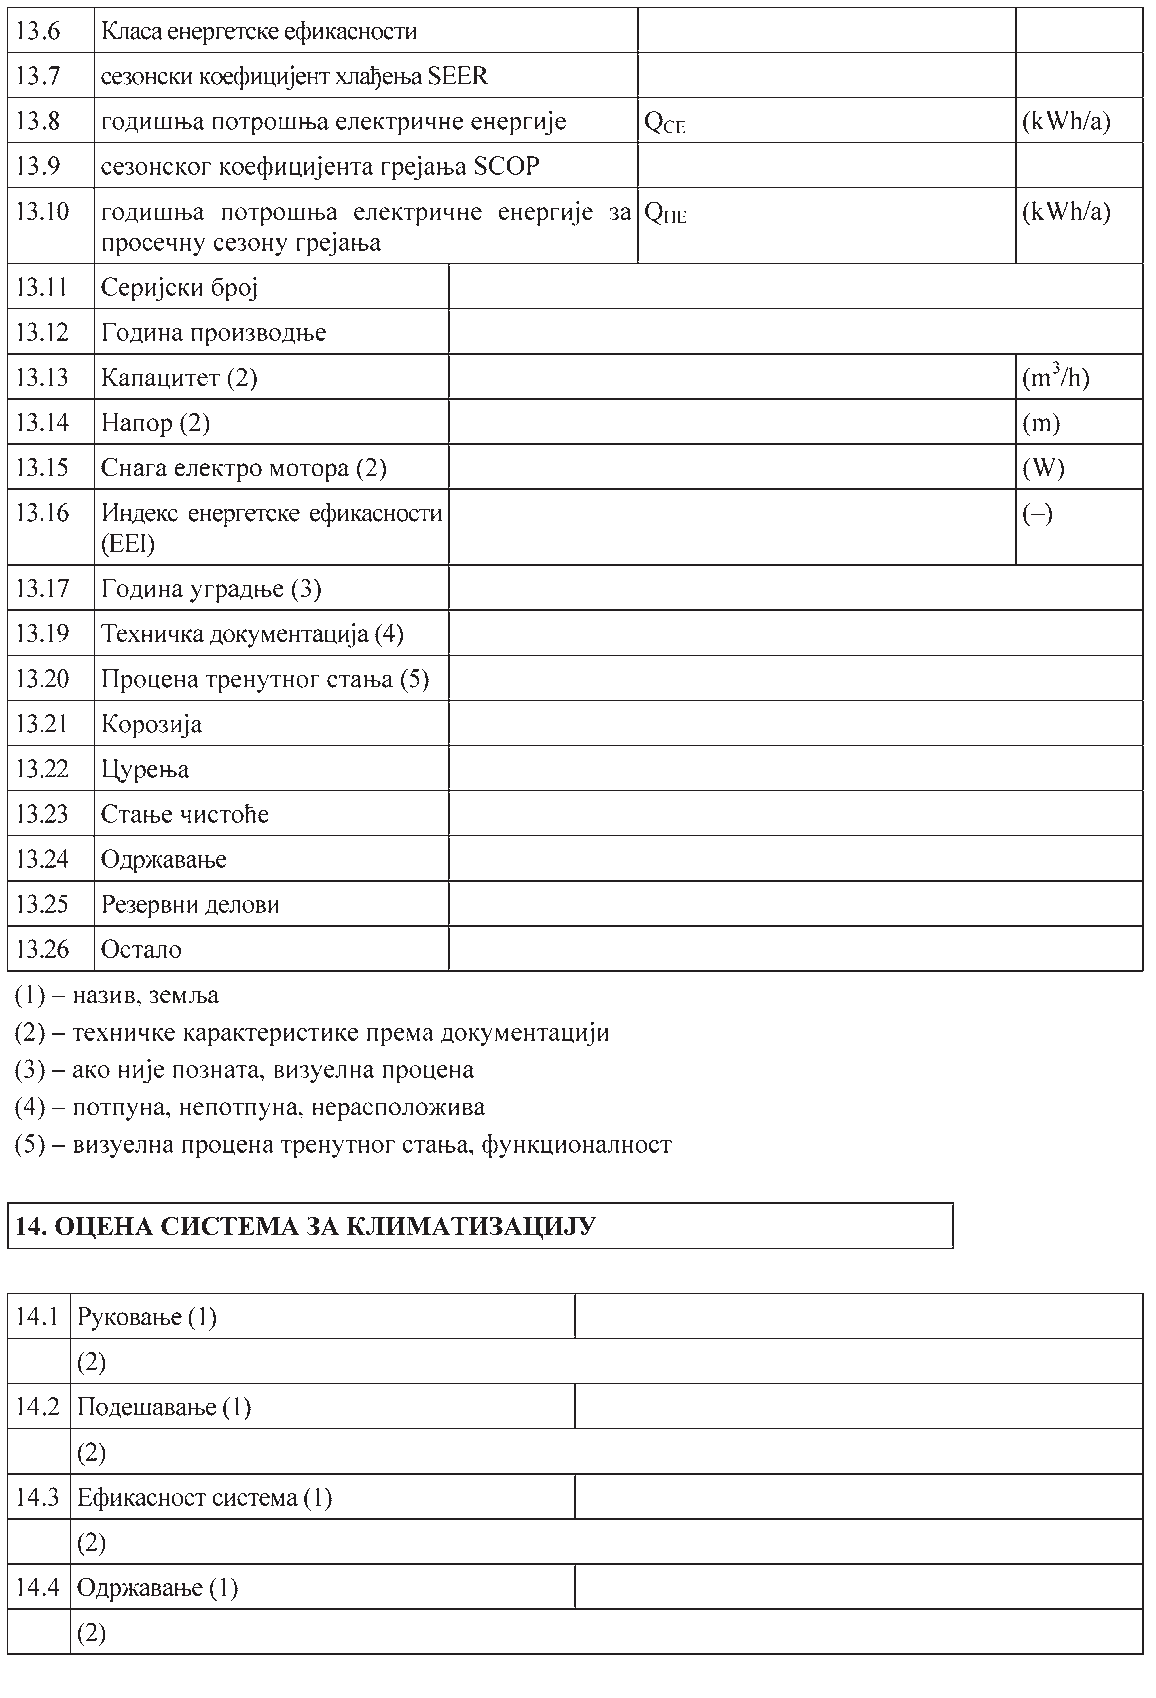 13.6 Класа енергетске ефикасности
13.7 сезонски коефицијент хлађења SEER
13.8 годишња потрошња електричне енергије QCE (kWh/a)
13.9 сезонског коефицијента грејања SCOP
13.10 годишња потрошња електричне енергије за QHE (kWh/a)
просечну сезону грејања
13.11 Серијски број
13.12 Година производње
13.13 Капацитет (2) (m³/h)
13.14 Напор (2) (m)
13.15 Снага електро мотора (2) (W)
13.16 Индекс енергетске ефикасности (–)
(EEI)
13.17 Година уградње (3)
13.19 Техничка документација (4)
13.20 Процена тренутног стања (5)
13.21 Корозија
13.22 Цурења
13.23 Стање чистоће
13.24 Одржавање
13.25 Резервни делови
13.26 Остало
(1) – назив, земља
(2) – техничке карактеристике према документацији
(3) – ако није позната, визуелна процена
(4) – потпуна, непотпуна, нерасположива
(5) – визуелна процена тренутног стања, функционалност
14. ОЦЕНА СИСТЕМА ЗА КЛИМАТИЗАЦИЈУ
14.1 Руковање (1)
(2)
14.2 Подешавање (1)
(2)
14.3 Ефикасност система (1)
(2)
14.4 Одржавање (1)
(2)